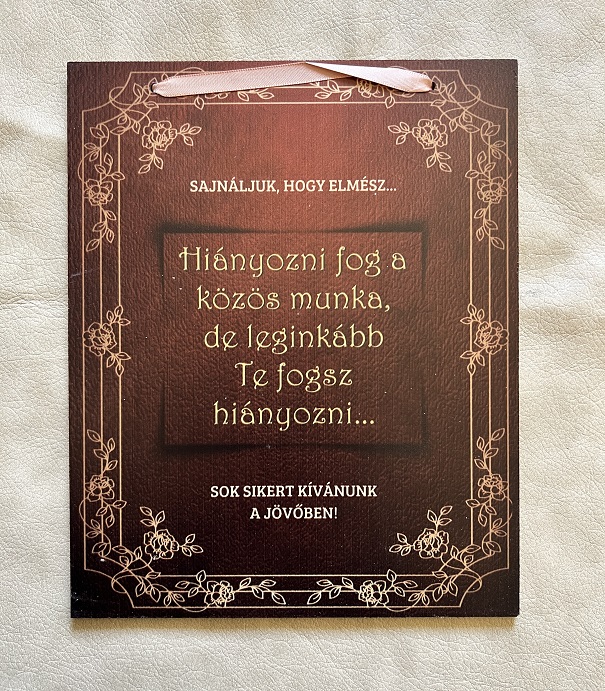 SAJNÁLJUK, HOGY ELMÉSZ...
Hiányozni fog a
közös munka,
de leginkább
Te fogsz
hiányozni...
SOK SIKERT KÍVÁNUNK
A JÖVŐBEN!